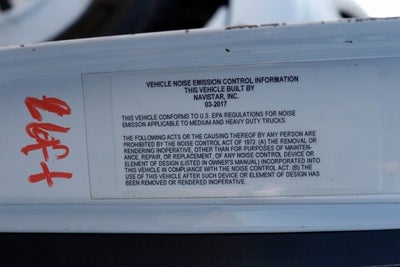 VEHICLE NOISE EMISSION CONTROL INFORMATION
THIS VEHICLE BUILT BY
NAVISTAR, INC.
03-2017
THIS VEHICLE CONFORMS TO U.S. EPA REGULATIONS FOR NOISE
EMISSON APPLICABLE TO MEDIUM AND HEAVY DUTY TRUCKS.
THE FOLLOWING ACTS OR THE CAUSING THEREOF BY ANY PERSON ARE
PROHIBITED BY THE NOISE CONTROL ACT OF 1972: (A) THE REMOVAL OR
RENDERING INOPERATIVE, OTHER THAN FOR PURPOSES OF MAINTEN-
ANCE, REPAIR, OR REPLACEMENT, OF ANY NOISE CONTROL DEVICE
OR ELEMENT OF DESIGN (LISTED IN OWNER'S MANUAL) INCORPORATED INTO
THIS VEHICLE IN COMPLIANCE WITH THE NOISE CONTROL ACT, (B) THE
USE OF THIS VEHICLE AFTER SUCH DEVICE OR ELEMENT OF DESIGN HAS
BEEN REMOVED OR RENDERED INOPERATIVE.